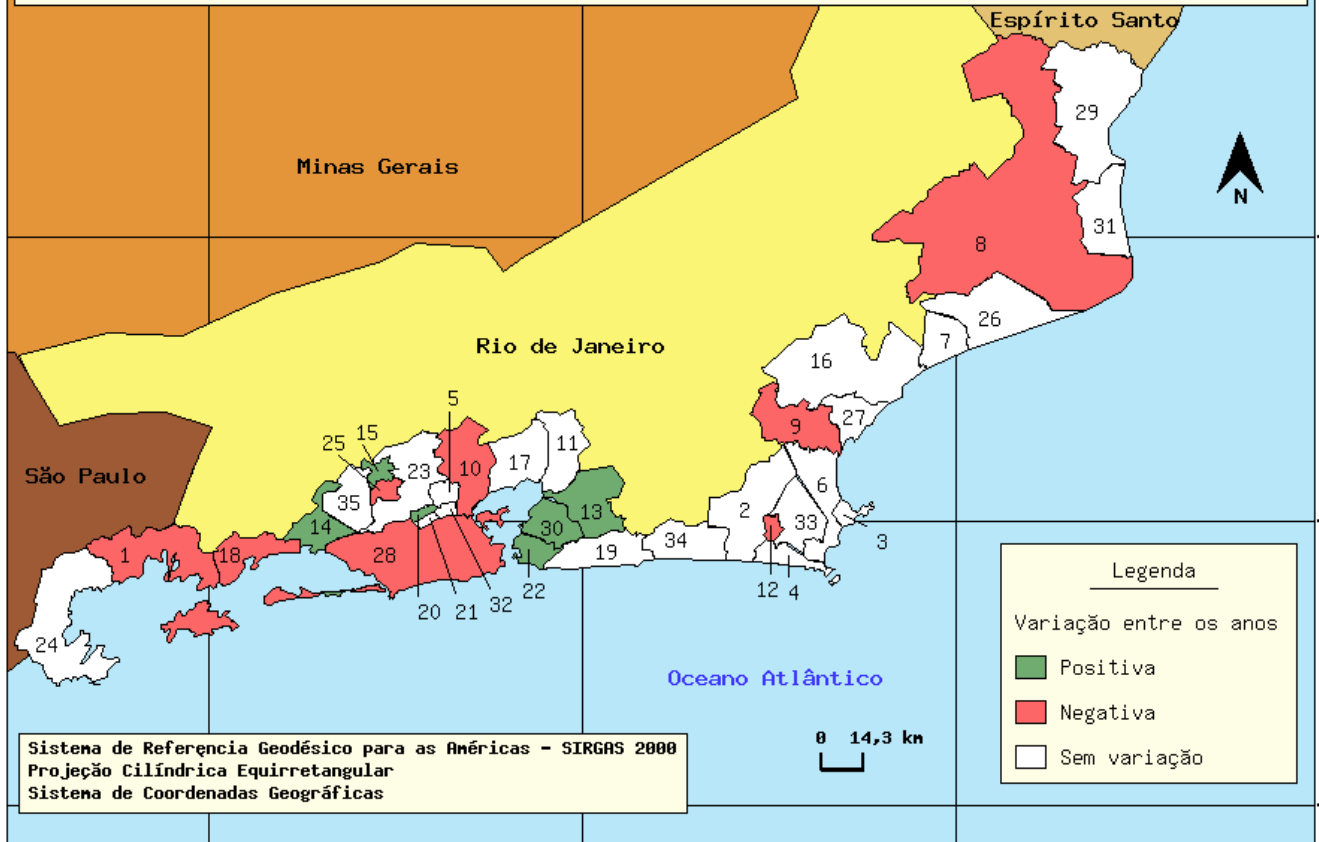 Espírito Santo
29
Minas Gerais
N
31
8
26
7
Rio de Janeiro
16
5
27
15
25
9
11
17
23
10
São Paulo
35
6
2
13
14
30
33
3
1
18
28
19
34
22
12
4
20
21
32
24
Legenda
Variação entre os anos
Positiva
Negativa
Sem variação
Oceano Atlântico
0 14,3 km
Sistema de Referência Geodésico para as Américas - SIRGAS 2000
Projeção Cilíndrica Equirretangular
Sistema de Coordenadas Geográficas